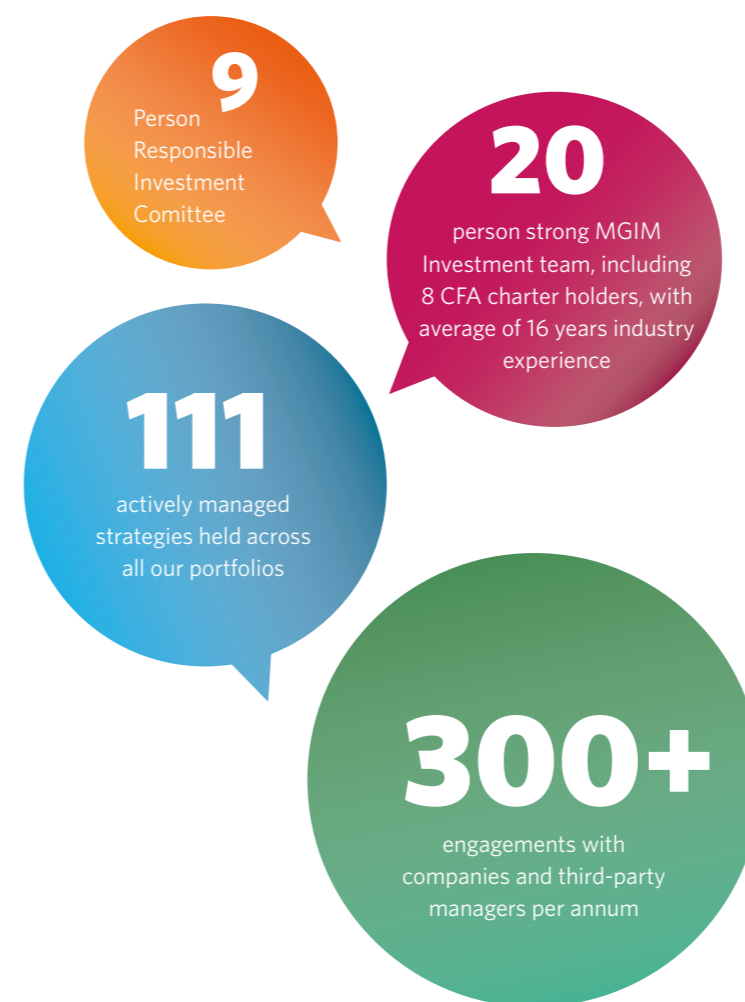 9
Person
Responsible
Investment
Comittee
20
person strong MGIM
Investment team, including
8 CFA charter holders, with
average of 16 years industry
experience
111
actively managed
strategies held across
all our portfolios
300+
engagements with
companies and third-party
managers per annum